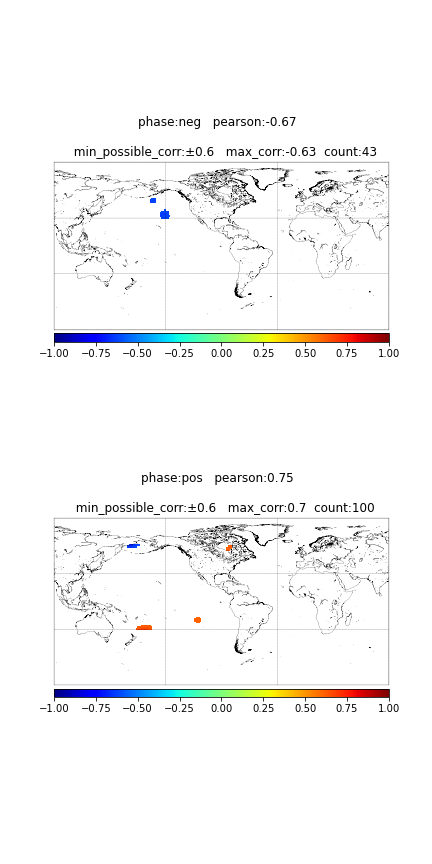 phase:neg   pearson:-0.67
min_possible_corr:±0.6   max_corr:-0.63  count:43
−1.00 −0.75 −0.50 −0.25 0.00 0.25 0.50 0.75 1.00
phase:pos   pearson:0.75
min_possible_corr:±0.6   max_corr:0.7  count:100
−1.00 −0.75 −0.50 −0.25 0.00 0.25 0.50 0.75 1.00